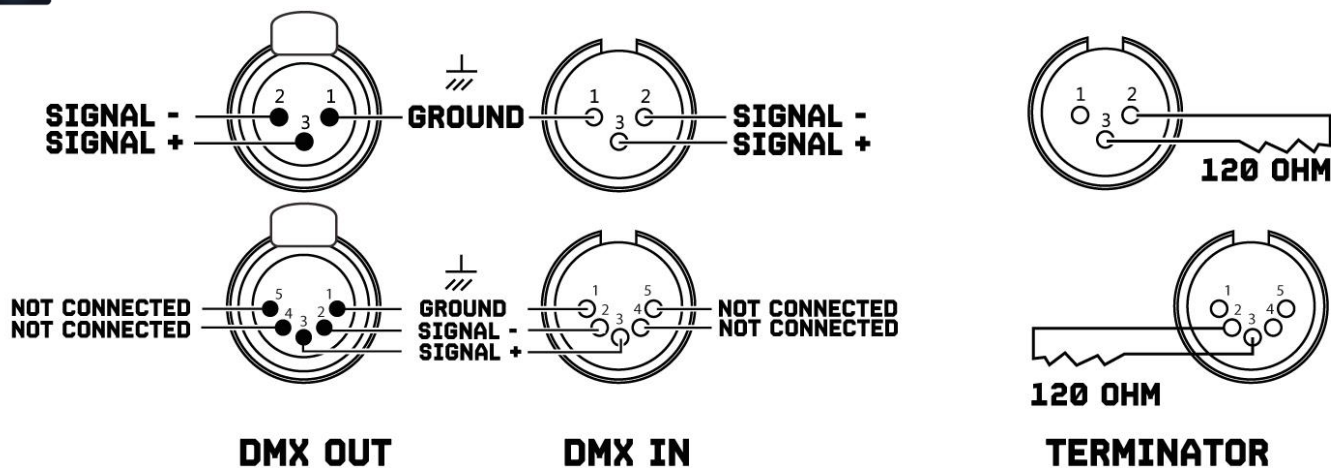 2 1
3
SIGNAL -
SIGNAL +
GROUND
1 2
3
SIGNAL -
SIGNAL +
1 2
3
120 OHM
5 1
4 3 2
NOT CONNECTED
NOT CONNECTED
GROUND
SIGNAL -
SIGNAL +
1 5
2 3 4
NOT CONNECTED
NOT CONNECTED
1 5
2 3 4
120 OHM
DMX OUT
DMX IN
TERMINATOR